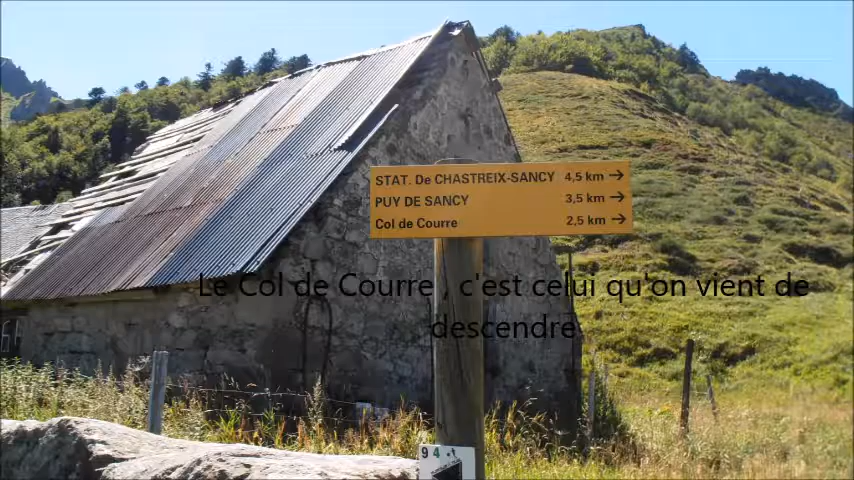 STAT. De CHASTREIX-SANCY 4,5 km →
PUY DE SANCY 3,5 km →
Col de Courre 2,5 km →
Le Col de Courre, c'est celui qu'on vient de
descendre
94